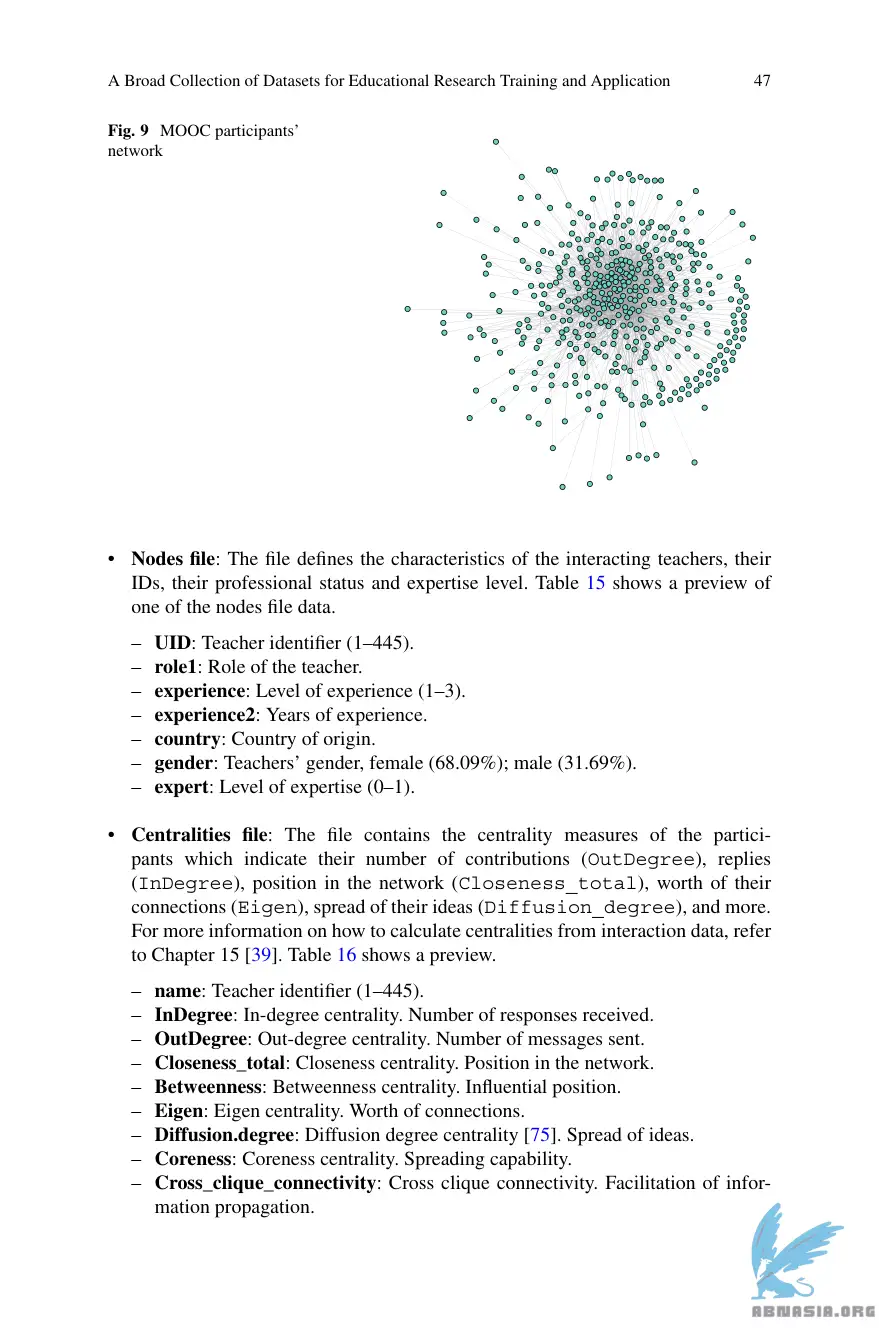 A Broad Collection of Datasets for Educational Research Training and Application 47
Fig. 9 MOOC participants’
network
• Nodes file: The file defines the characteristics of the interacting teachers, their
IDs, their professional status and expertise level. Table 15 shows a preview of
one of the nodes file data.
– UID: Teacher identifier (1–445).
– role1: Role of the teacher.
– experience: Level of experience (1–3).
– experience2: Years of experience.
– country: Country of origin.
– gender: Teachers’ gender, female (68.09%); male (31.69%).
– expert: Level of expertise (0–1).
• Centralities file: The file contains the centrality measures of the partici-
pants which indicate their number of contributions (OutDegree), replies
(InDegree), position in the network (Closeness_total), worth of their
connections (Eigen), spread of their ideas (Diffusion_degree), and more.
For more information on how to calculate centralities from interaction data, refer
to Chapter 15 [39]. Table 16 shows a preview.
– name: Teacher identifier (1–445).
– InDegree: In-degree centrality. Number of responses received.
– OutDegree: Out-degree centrality. Number of messages sent.
– Closeness_total: Closeness centrality. Position in the network.
– Betweenness: Betweenness centrality. Influential position.
– Eigen: Eigen centrality. Worth of connections.
– Diffusion.degree: Diffusion degree centrality [75]. Spread of ideas.
– Coreness: Coreness centrality. Spreading capability.
– Cross_clique_connectivity: Cross clique connectivity. Facilitation of infor-
mation propagation.
ABNASIA.ORG